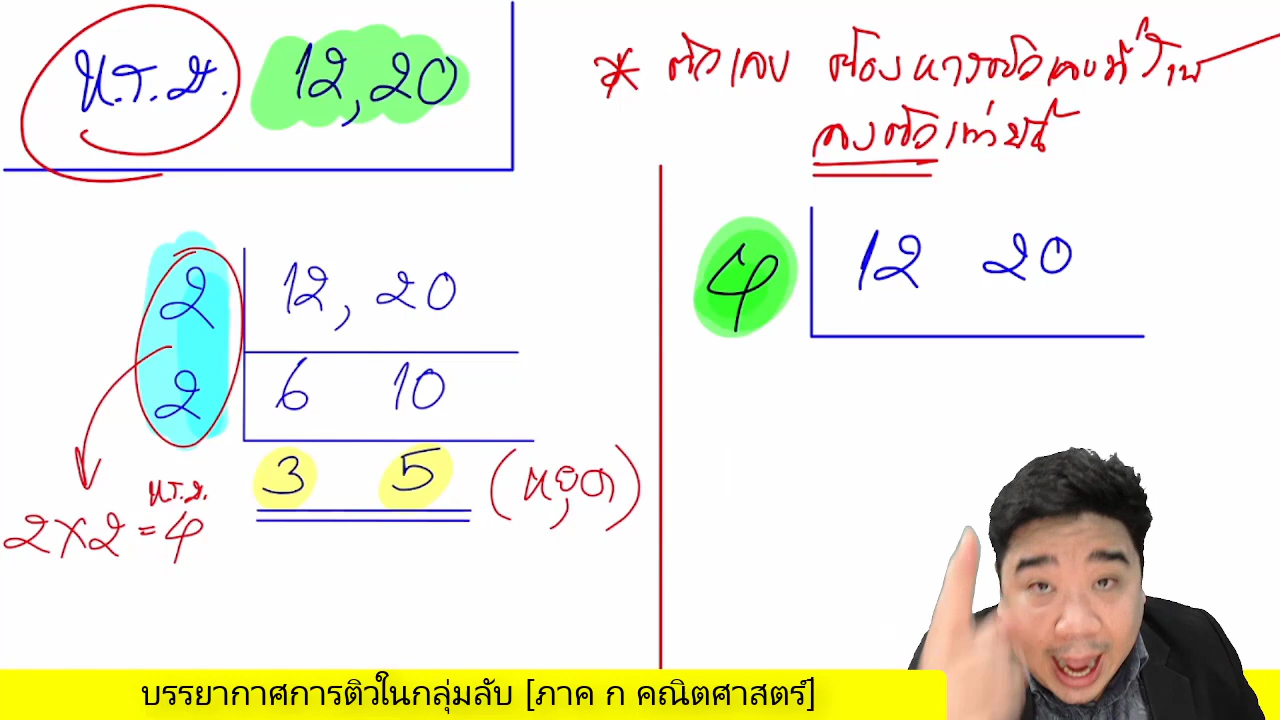 ห.ร.ม. 12, 20
* ตัวเลข ต้องหารตัวเลขที่ให้
ลงตัวเท่านั้น
2 12, 20
2 6 10
3 5 (หยุด)
ห.ร.ม.
2×2=4
4 12 20
บรรยากาศการติวในกลุ่มลับ [ภาค ก คณิตศาสตร์]